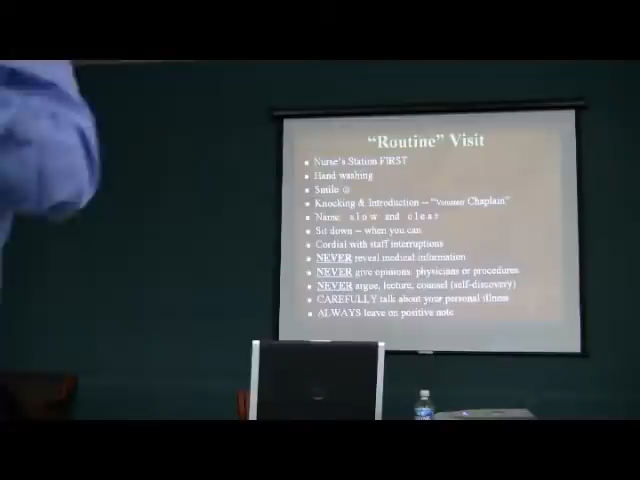 “Routine” Visit
Nurse's Station FIRST
Hand washing
Smile ☺
Knocking & Introduction – “Volunteer Chaplain”
Name: s l o w and c l e a r
Sit down – when you can
Cordial with staff interruptions
NEVER reveal medical information
NEVER give opinions: physicians or procedures
NEVER argue, lecture, counsel (self-discovery)
CAREFULLY talk about your personal illness
ALWAYS leave on positive note